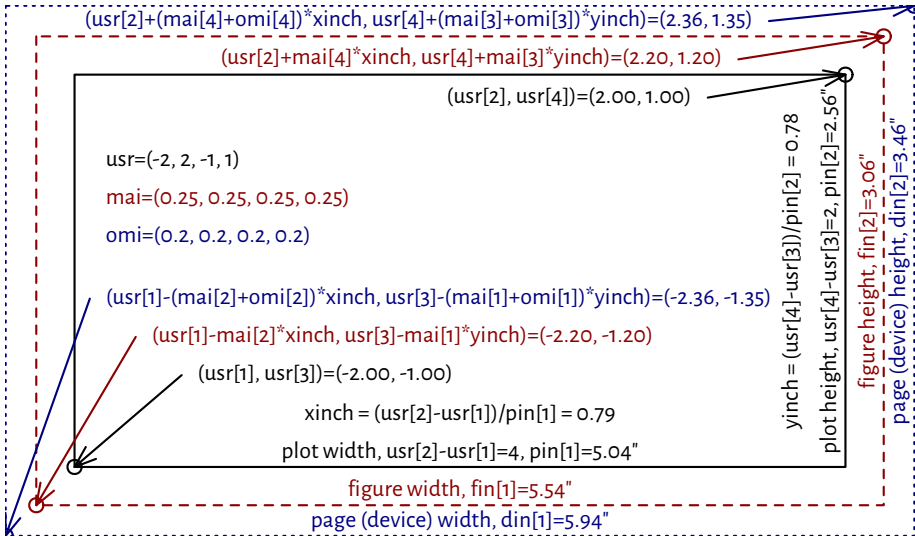 (usr[2]+(mai[4]+omi[4])*xinch, usr[4]+(mai[3]+omi[3])*yinch)=(2.36, 1.35)
(usr[2]+mai[4]*xinch, usr[4]+mai[3]*yinch)=(2.20, 1.20)
(usr[2], usr[4])=(2.00, 1.00)
usr=(-2, 2, -1, 1)
mai=(0.25, 0.25, 0.25, 0.25)
omi=(0.2, 0.2, 0.2, 0.2)
(usr[1]-(mai[2]+omi[2])*xinch, usr[3]-(mai[1]+omi[1])*yinch)=(-2.36, -1.35)
(usr[1]-mai[2]*xinch, usr[3]-mai[1]*yinch)=(-2.20, -1.20)
(usr[1], usr[3])=(-2.00, -1.00)
xinch = (usr[2]-usr[1])/pin[1] = 0.79
plot width, usr[2]-usr[1]=4, pin[1]=5.04"
figure width, fin[1]=5.54"
page (device) width, din[1]=5.94"
yinch = (usr[4]-usr[3])/pin[2] = 0.78
plot height, usr[4]-usr[3]=2, pin[2]=2.56"
figure height, fin[2]=3.06"
page (device) height, din[2]=3.46"